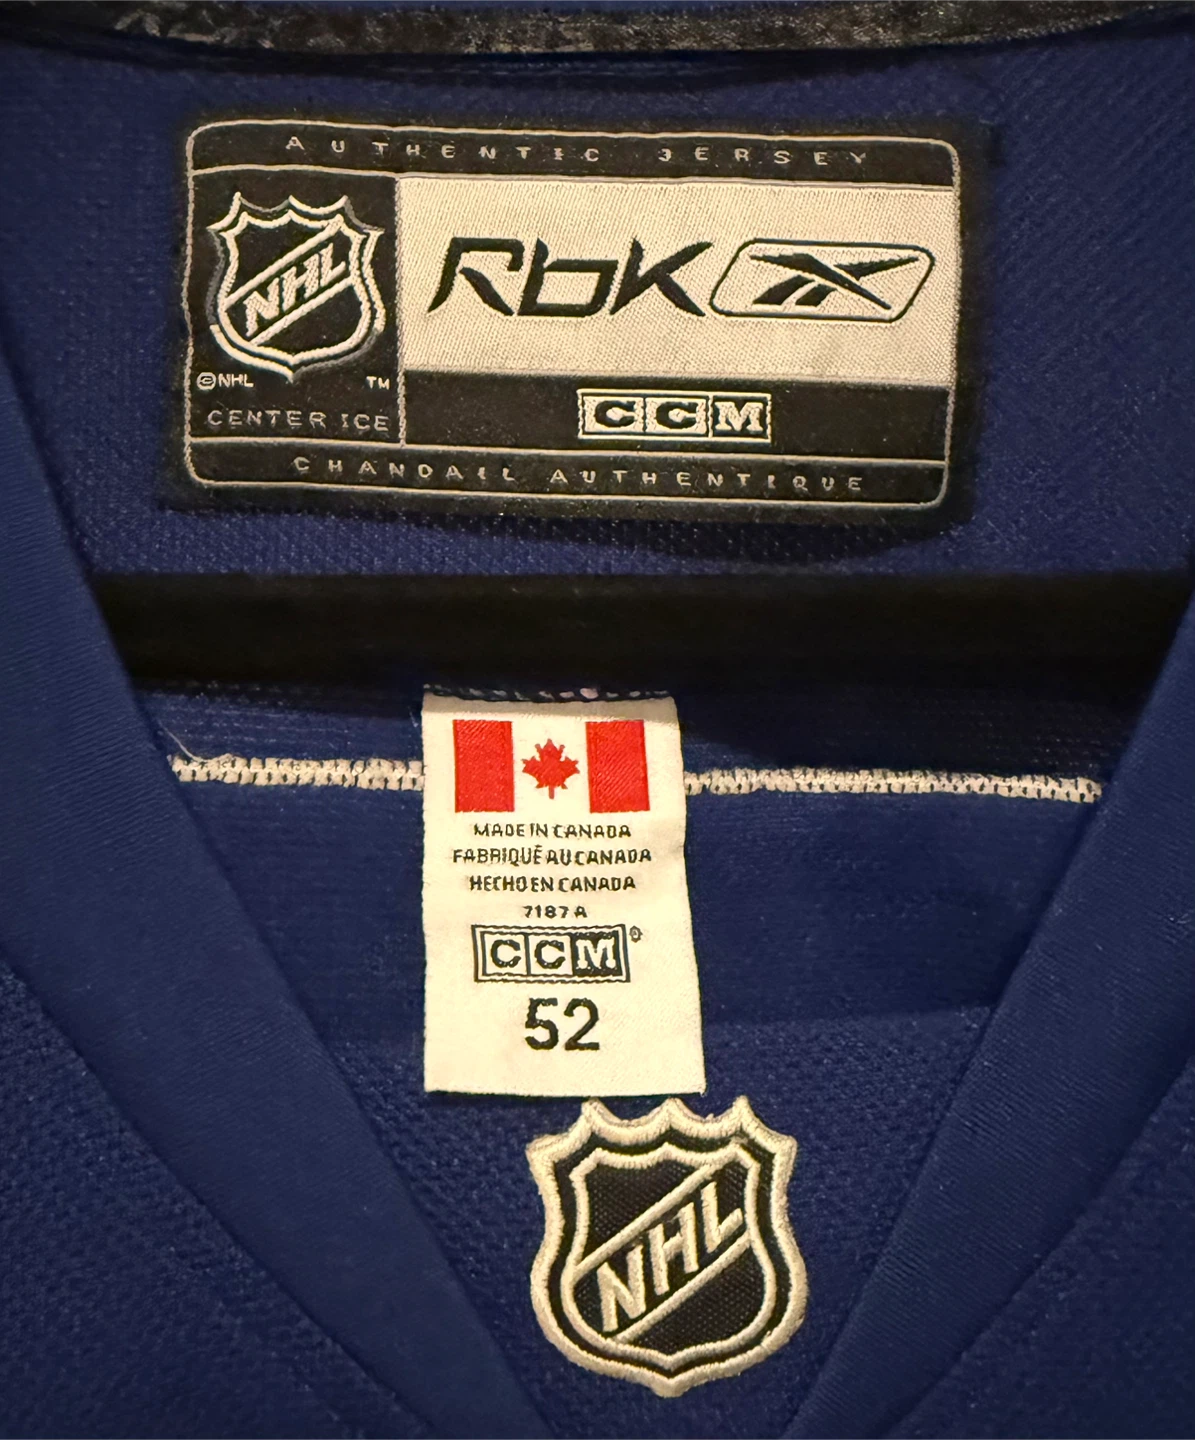 AUTHENTIC JERSEY
NHL
RbK
©NHL TM
CENTER ICE
CCM
CHANDAIL AUTHENTIQUE
MADE IN CANADA
FABRIQUÉ AU CANADA
HECHO EN CANADA
7187 A
CCM®
52
NHL